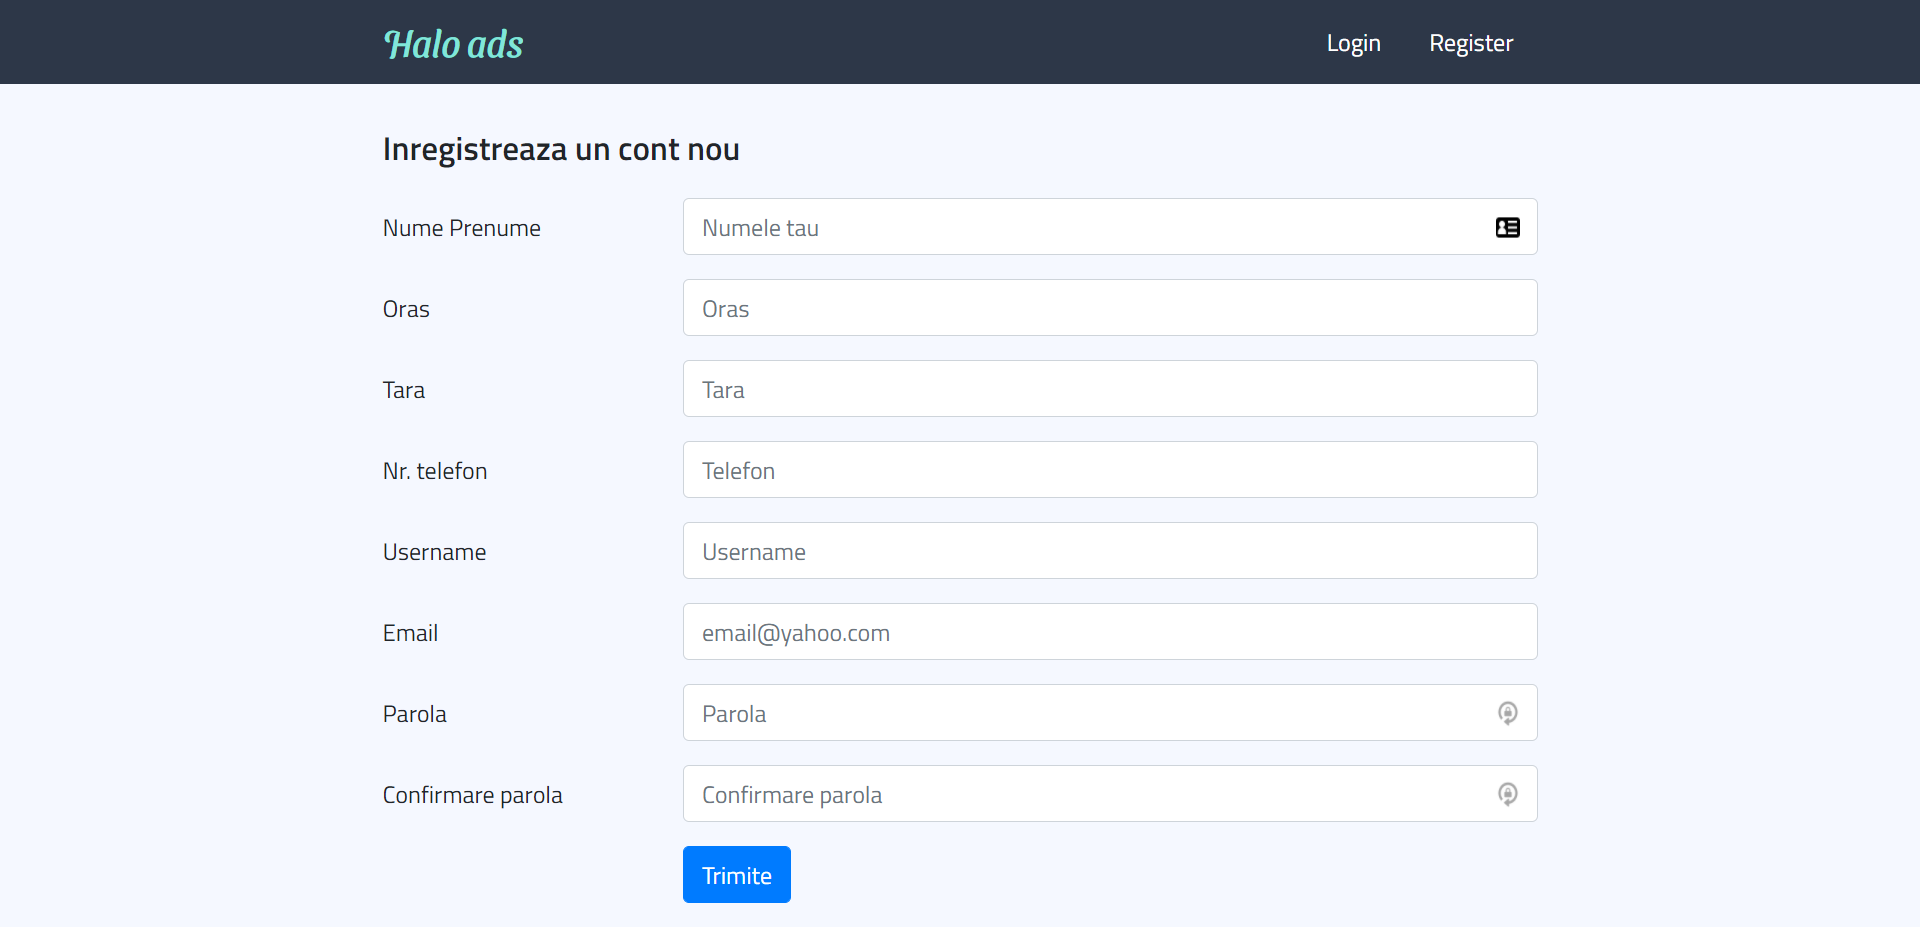 Halo ads
Login Register
Inregistreaza un cont nou
Nume Prenume Numele tau
Oras Oras
Tara Tara
Nr. telefon Telefon
Username Username
Email email@yahoo.com
Parola Parola
Confirmare parola Confirmare parola
Trimite